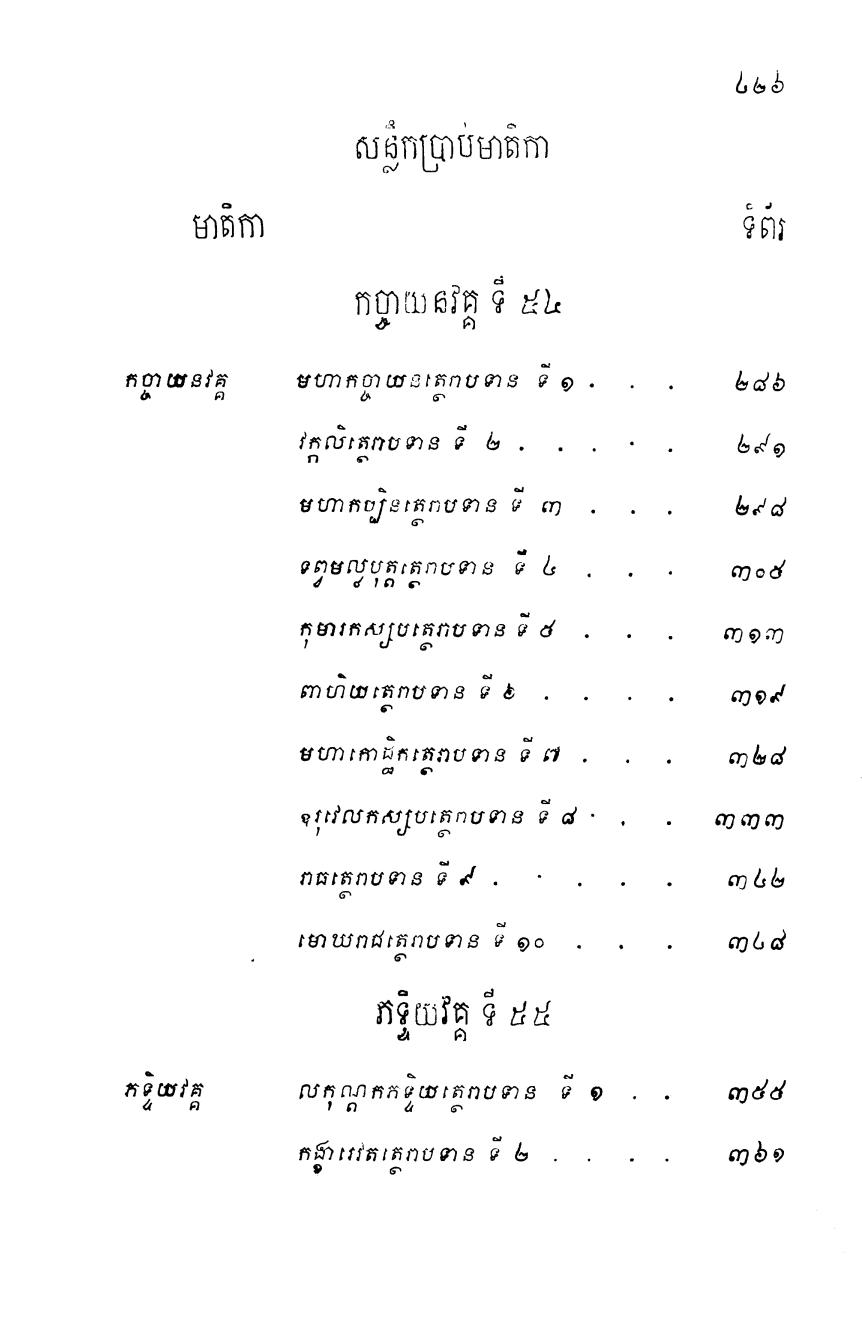 ៤២៦
សន្លឹកប្រាប់មាតិកា
មាតិកា ទំព័រ
កច្ចាយនវគ្គ ទី ៥៤
កច្ចាយនវគ្គ មហាកច្ចាយនត្ថេរាបទាន ទី ១ . . . ២៨៦
វក្កលិត្ថេរាបទាន ទី ២ . . . . . ២៩១
មហាកប្បិនត្ថេរាបទាន ទី ៣ . . . ២៩៨
ទព្វមល្លបុត្តត្ថេរាបទាន ទី ៤ . . . ៣០៥
កុមារកស្សបត្ថេរាបទាន ទី ៥ . . . ៣១៣
ពាហិយត្ថេរាបទាន ទី ៦ . . . . ៣១៩
មហាកោដ្ឋិកត្ថេរាបទាន ទី ៧ . . . ៣២៨
ឧរុវេលកស្សបត្ថេរាបទាន ទី ៨ . . . ៣៣៣
រាធត្ថេរាបទាន ទី ៩ . . . . . ៣៤២
មោឃរាជត្ថេរាបទាន ទី ១០ . . . ៣៤៨
ភទ្ទិយវគ្គ ទី ៥៥
ភទ្ទិយវគ្គ លកុណ្ដកភទ្ទិយត្ថេរាបទាន ទី ១ . . ៣៥៥
កង្ខារេវតត្ថេរាបទាន ទី ២ . . . . ៣៦១